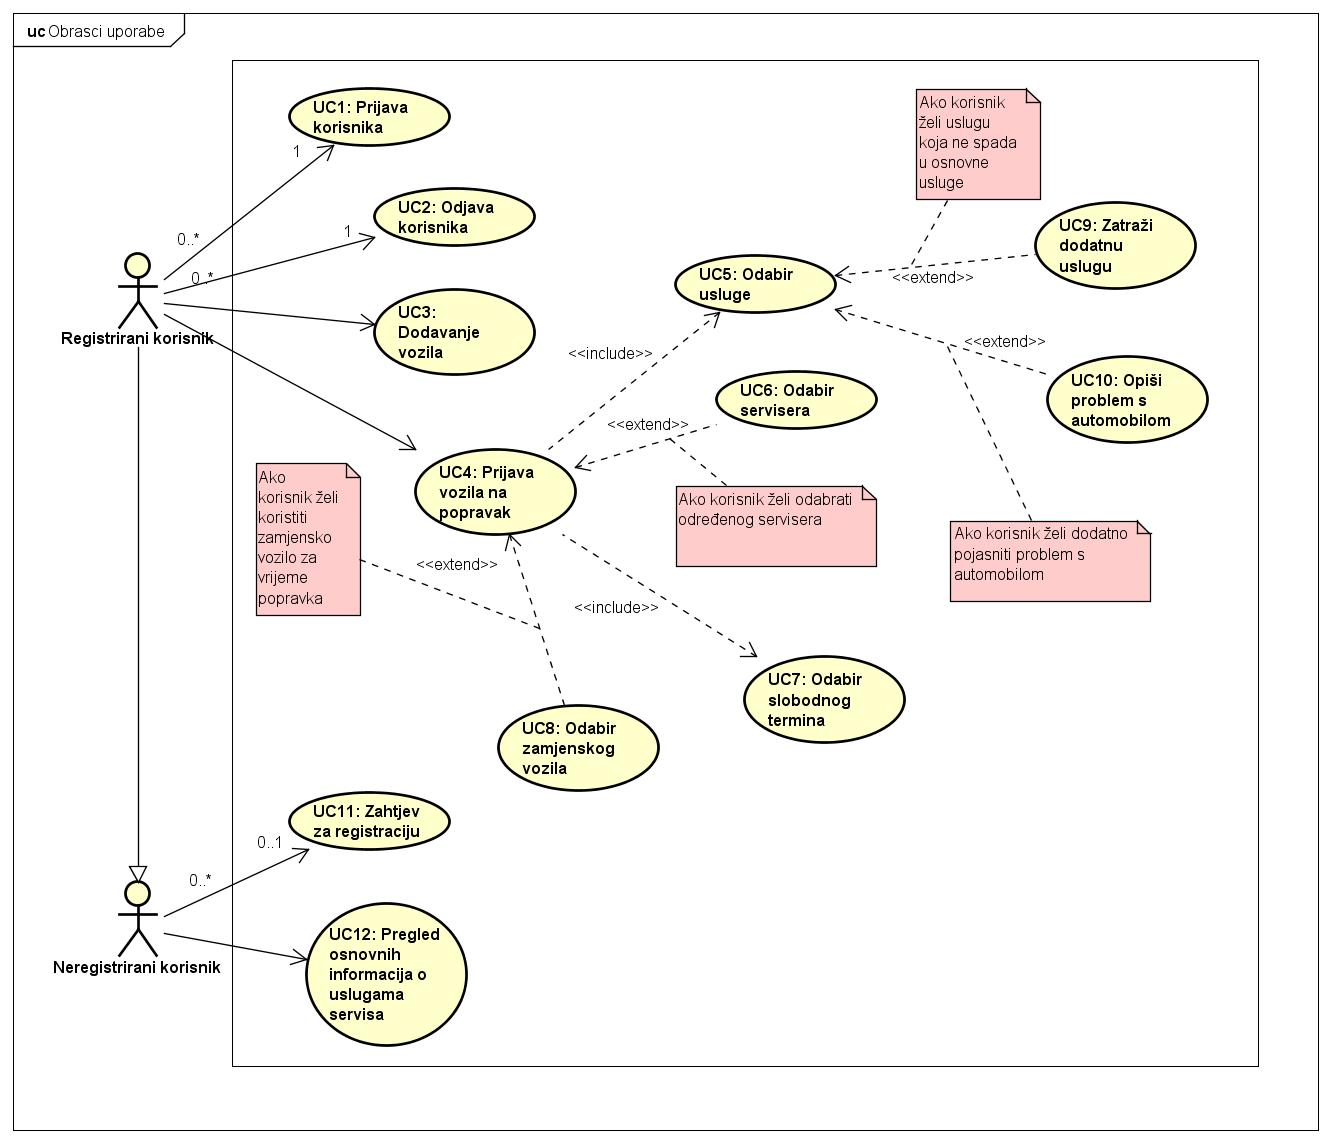 uc Obrasci uporabe
UC1: Prijava
korisnika
1
0..*
UC2: Odjava
korisnika
1
0..*
Registrirani korisnik
UC3:
Dodavanje
vozila
Ako korisnik
želi uslugu
koja ne spada
u osnovne
usluge
UC9: Zatraži
dodatnu
uslugu
UC5: Odabir
usluge
<<extend>>
<<extend>>
<<include>>
UC10: Opiši
problem s
automobilom
UC6: Odabir
servisera
<<extend>>
UC4: Prijava
vozila na
popravak
Ako
korisnik želi
koristiti
zamjensko
vozilo za
vrijeme
popravka
Ako korisnik želi odabrati
određenog servisera
Ako korisnik želi dodatno
pojasniti problem s
automobilom
<<extend>>
<<include>>
UC7: Odabir
slobodnog
termina
UC8: Odabir
zamjenskog
vozila
UC11: Zahtjev
za registraciju
0..1
0..*
Neregistrirani korisnik
UC12: Pregled
osnovnih
informacija o
uslugama
servisa